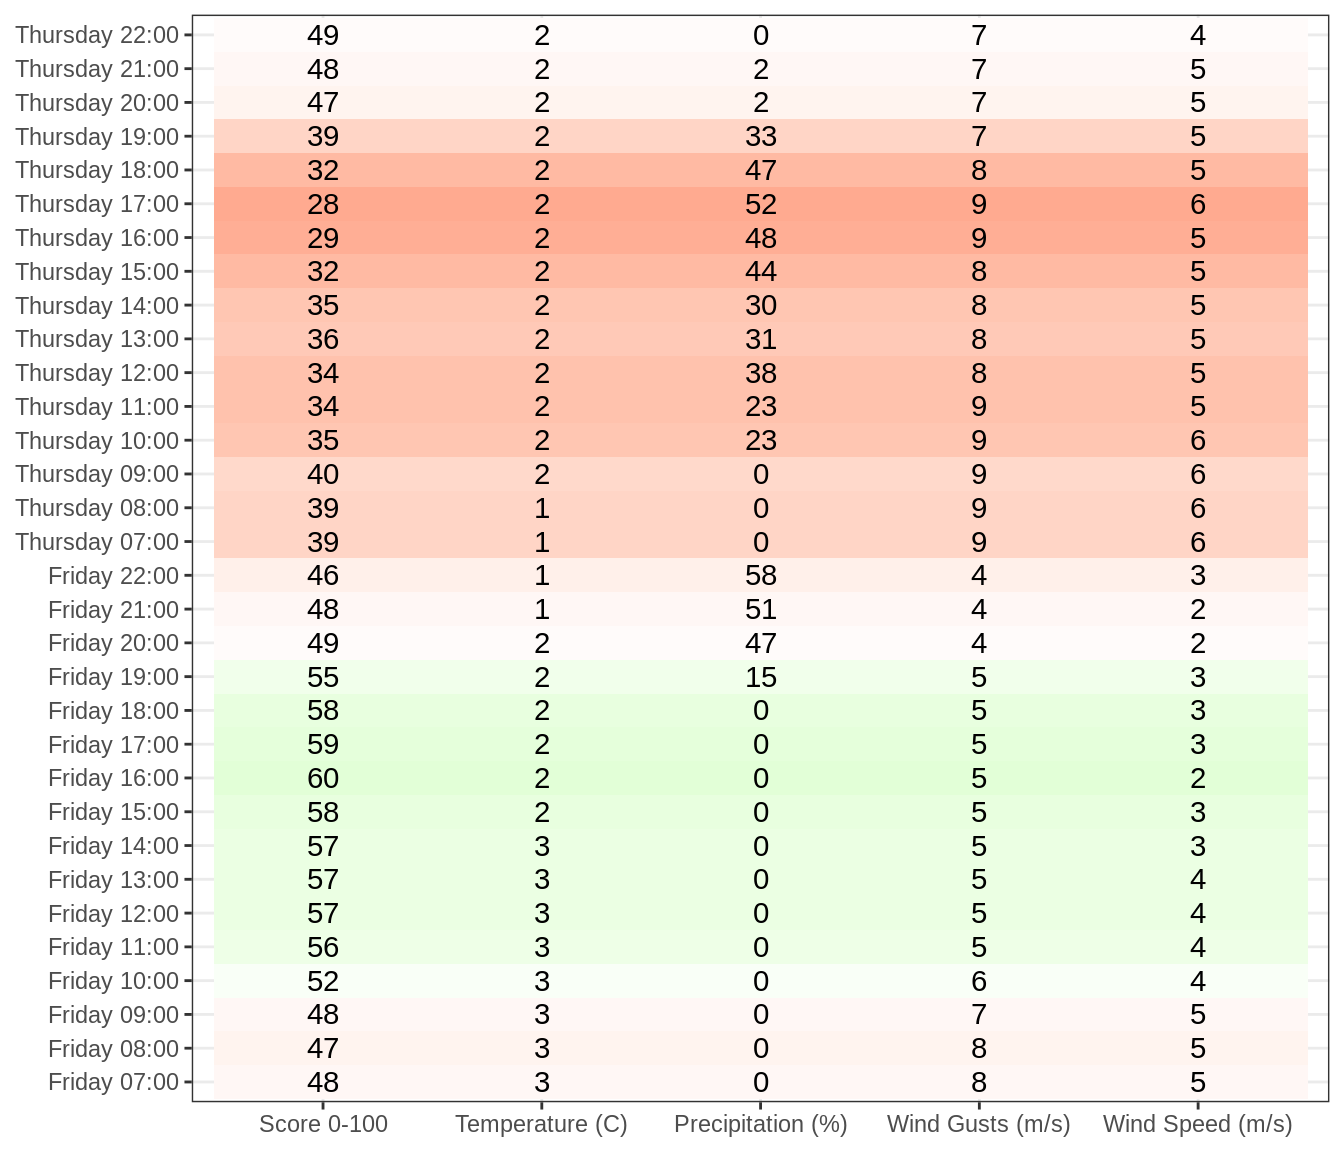 Thursday 22:00 49 2 0 7 4
Thursday 21:00 48 2 2 7 5
Thursday 20:00 47 2 2 7 5
Thursday 19:00 39 2 33 7 5
Thursday 18:00 32 2 47 8 5
Thursday 17:00 28 2 52 9 6
Thursday 16:00 29 2 48 9 5
Thursday 15:00 32 2 44 8 5
Thursday 14:00 35 2 30 8 5
Thursday 13:00 36 2 31 8 5
Thursday 12:00 34 2 38 8 5
Thursday 11:00 34 2 23 9 5
Thursday 10:00 35 2 23 9 6
Thursday 09:00 40 2 0 9 6
Thursday 08:00 39 1 0 9 6
Thursday 07:00 39 1 0 9 6
Friday 22:00 46 1 58 4 3
Friday 21:00 48 1 51 4 2
Friday 20:00 49 2 47 4 2
Friday 19:00 55 2 15 5 3
Friday 18:00 58 2 0 5 3
Friday 17:00 59 2 0 5 3
Friday 16:00 60 2 0 5 2
Friday 15:00 58 2 0 5 3
Friday 14:00 57 3 0 5 3
Friday 13:00 57 3 0 5 4
Friday 12:00 57 3 0 5 4
Friday 11:00 56 3 0 5 4
Friday 10:00 52 3 0 6 4
Friday 09:00 48 3 0 7 5
Friday 08:00 47 3 0 8 5
Friday 07:00 48 3 0 8 5
Score 0-100 Temperature (C) Precipitation (%) Wind Gusts (m/s) Wind Speed (m/s)